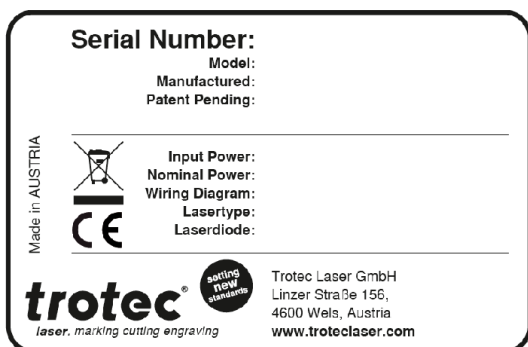 Serial Number:
Model:
Manufactured:
Patent Pending:
Made in AUSTRIA
Input Power:
Nominal Power:
Wiring Diagram:
Lasertype:
Laserdiode:
CE
setting
new
standards
trotec®
laser. marking cutting engraving
Trotec Laser GmbH
Linzer Straße 156,
4600 Wels, Austria
www.troteclaser.com